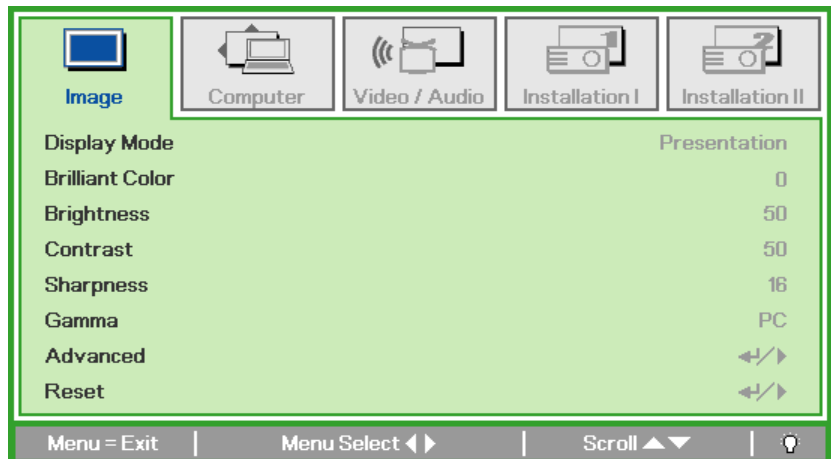 Image Computer Video / Audio Installation I Installation II
Display Mode Presentation
Brilliant Color 0
Brightness 50
Contrast 50
Sharpness 16
Gamma PC
Advanced ↵/▶
Reset ↵/▶
Menu = Exit | Menu Select ◀▶ | Scroll ▲▼ |